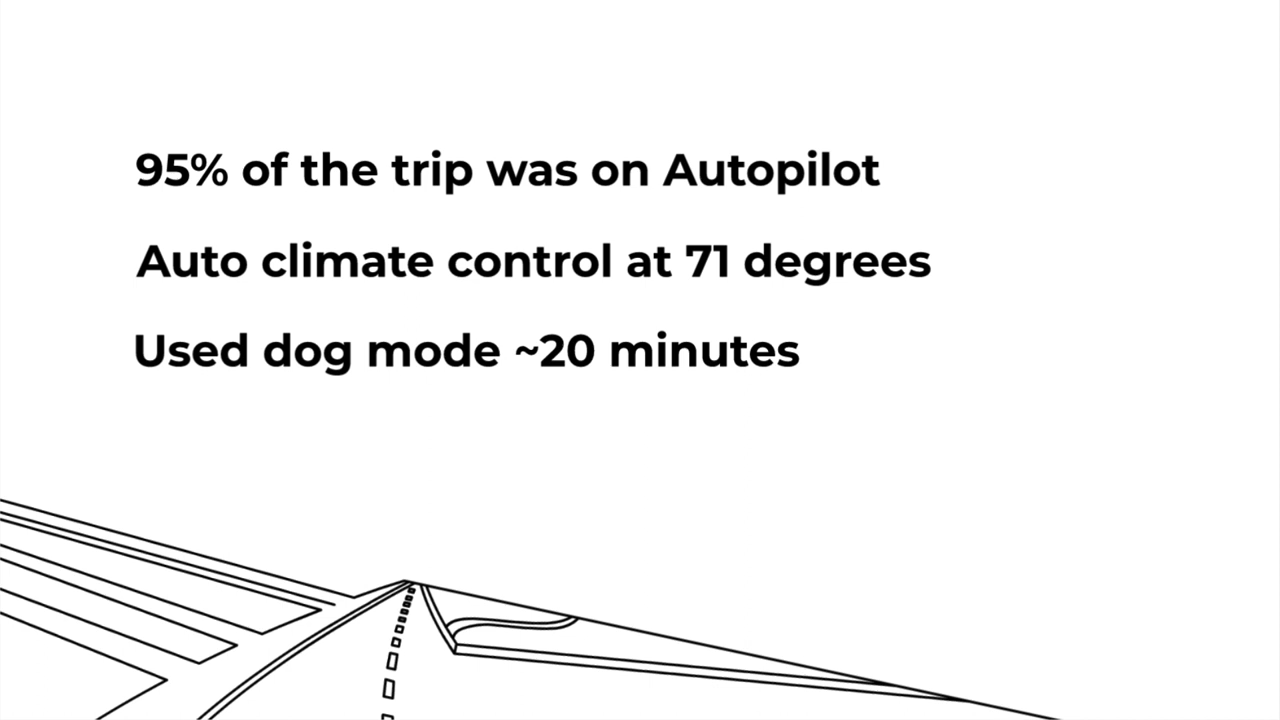 95% of the trip was on Autopilot
Auto climate control at 71 degrees
Used dog mode ~20 minutes